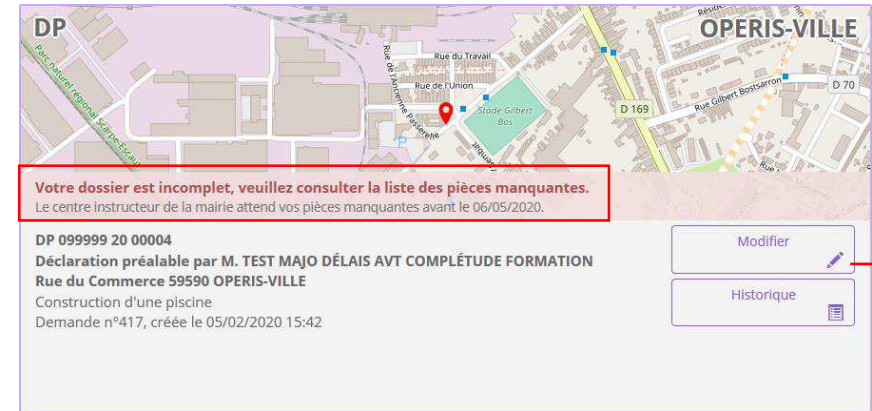 DP
OPERIS-VILLE
Parc naturel régional Scarpe-Escau
Rue de l'Ancienne Passerelle
Rue du Travail
Rue de l'Union
Stade Gilbert
Bos
D 169
Rue Gilbert Bostsarron
D 70
P
Votre dossier est incomplet, veuillez consulter la liste des pièces manquantes.
Le centre instructeur de la mairie attend vos pièces manquantes avant le 06/05/2020.
DP 099999 20 00004
Déclaration préalable par M. TEST MAJO DÉLAIS AVT COMPLÉTUDE FORMATION
Rue du Commerce 59590 OPERIS-VILLE
Construction d'une piscine
Demande n°417, créée le 05/02/2020 15:42
Modifier
Historique